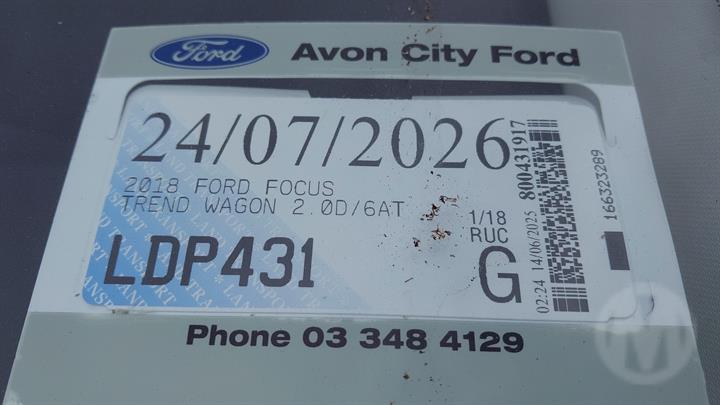 Ford Avon City Ford
24/07/2026
2018 FORD FOCUS
TREND WAGON 2.0D/6AT
1/18
RUC
LDP431
G
02:24 14/06/2025 800431917
166323289
Phone 03 348 4129
M